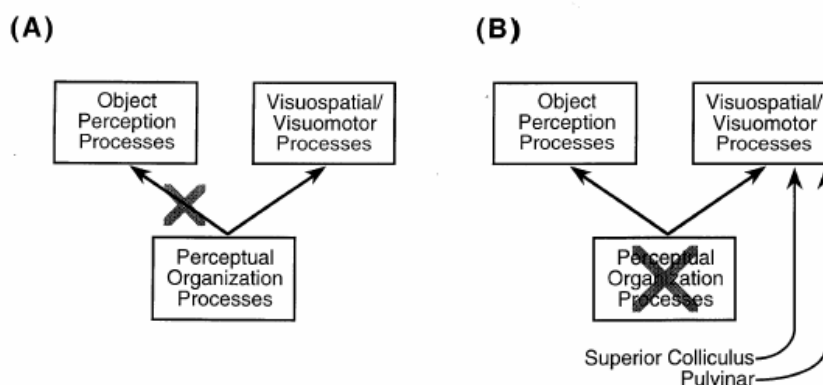 (A)
Object
Perception
Processes
Visuospatial/
Visuomotor
Processes
Perceptual
Organization
Processes
(B)
Object
Perception
Processes
Visuospatial/
Visuomotor
Processes
Perceptual
Organization
Processes
Superior Colliculus
Pulvinar